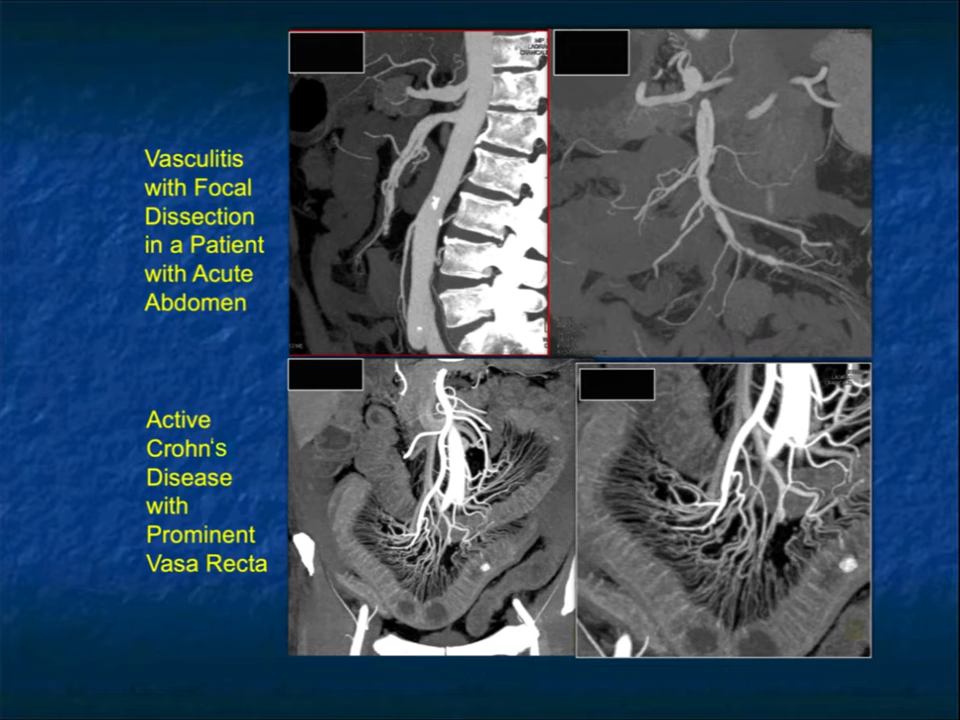 Vasculitis
with Focal
Dissection
in a Patient
with Acute
Abdomen
Active
Crohn's
Disease
with
Prominent
Vasa Recta